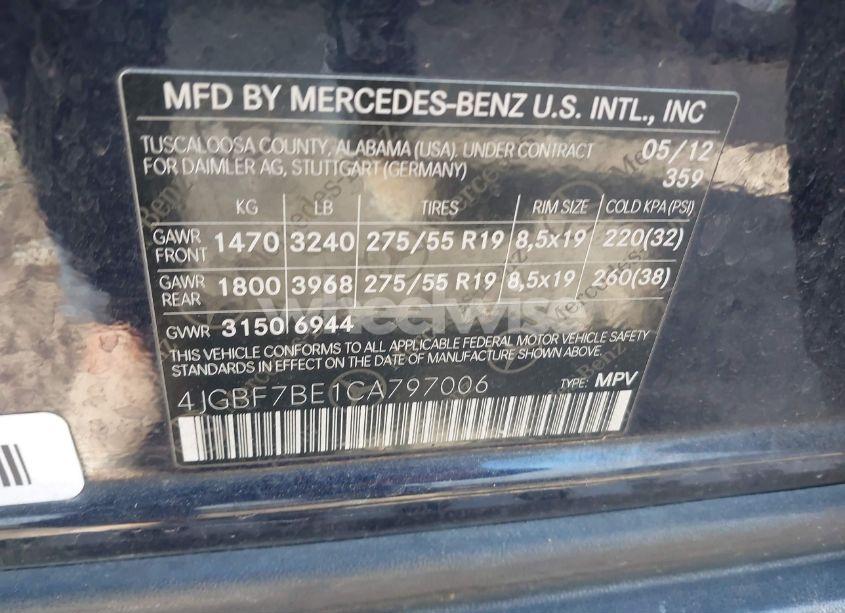 MFD BY MERCEDES-BENZ U.S. INTL., INC
TUSCALOOSA COUNTY, ALABAMA (USA). UNDER CONTRACT 05/12
FOR DAIMLER AG, STUTTGART (GERMANY) 359
KG LB TIRES RIM SIZE COLD KPA(PSI)
GAWR FRONT 1470 3240 275/55 R19 8,5x19 220(32)
GAWR REAR 1800 3968 275/55 R19 8,5x19 260(38)
wheelwise
GVWR 3150 6944
THIS VEHICLE CONFORMS TO ALL APPLICABLE FEDERAL MOTOR VEHICLE SAFETY
STANDARDS IN EFFECT ON THE DATE OF MANUFACTURE SHOWN ABOVE.
4JGBF7BE1CA797006 TYPE: MPV